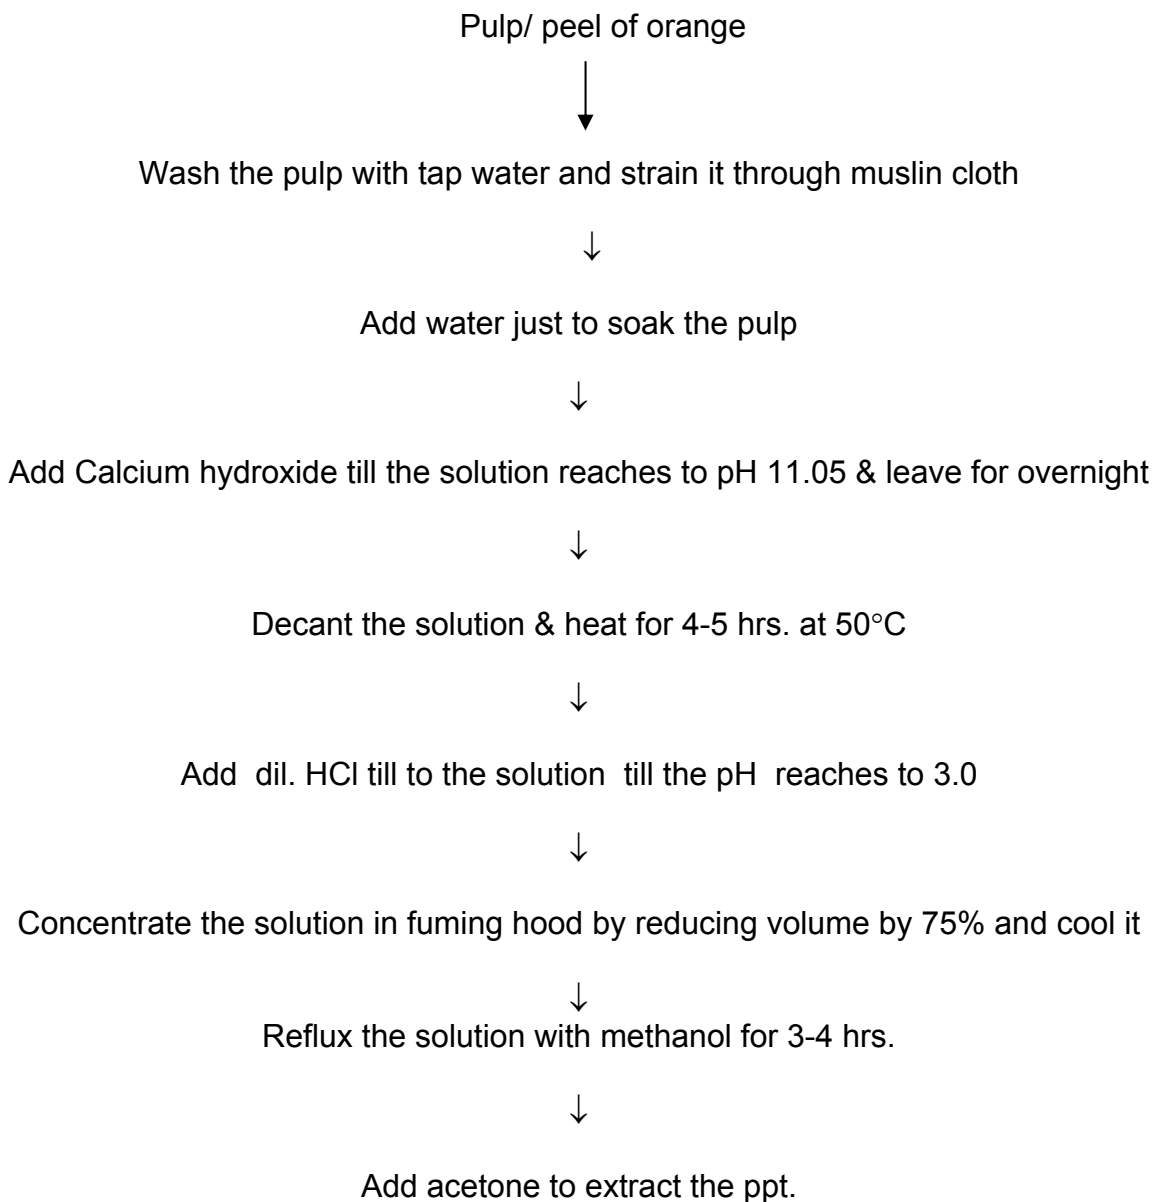 Pulp/ peel of orange
↓
Wash the pulp with tap water and strain it through muslin cloth
↓
Add water just to soak the pulp
↓
Add Calcium hydroxide till the solution reaches to pH 11.05 & leave for overnight
↓
Decant the solution & heat for 4-5 hrs. at 50°C
↓
Add dil. HCl till to the solution till the pH reaches to 3.0
↓
Concentrate the solution in fuming hood by reducing volume by 75% and cool it
↓
Reflux the solution with methanol for 3-4 hrs.
↓
Add acetone to extract the ppt.